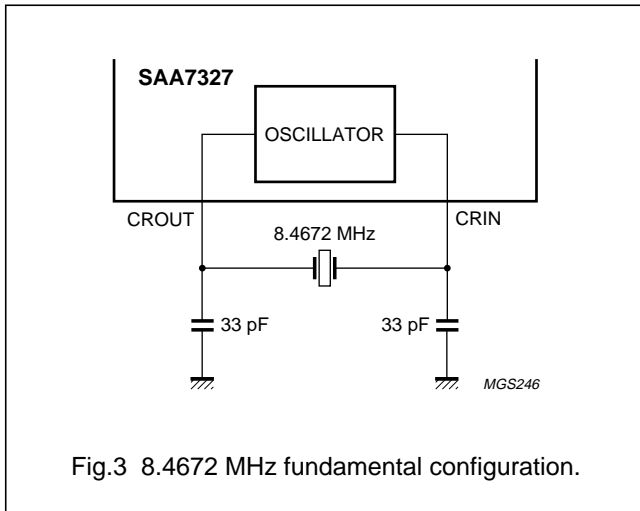 SAA7327
OSCILLATOR
CROUT
CRIN
8.4672 MHz
33 pF
33 pF
MGS246
Fig.3 8.4672 MHz fundamental configuration.